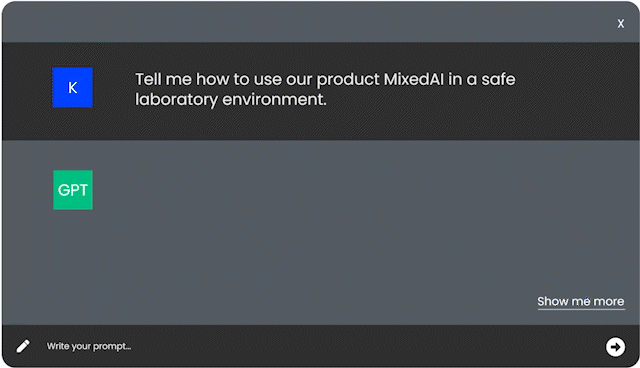 X
K
Tell me how to use our product MixedAI in a safe
laboratory environment.
GPT
Show me more
Write your prompt...